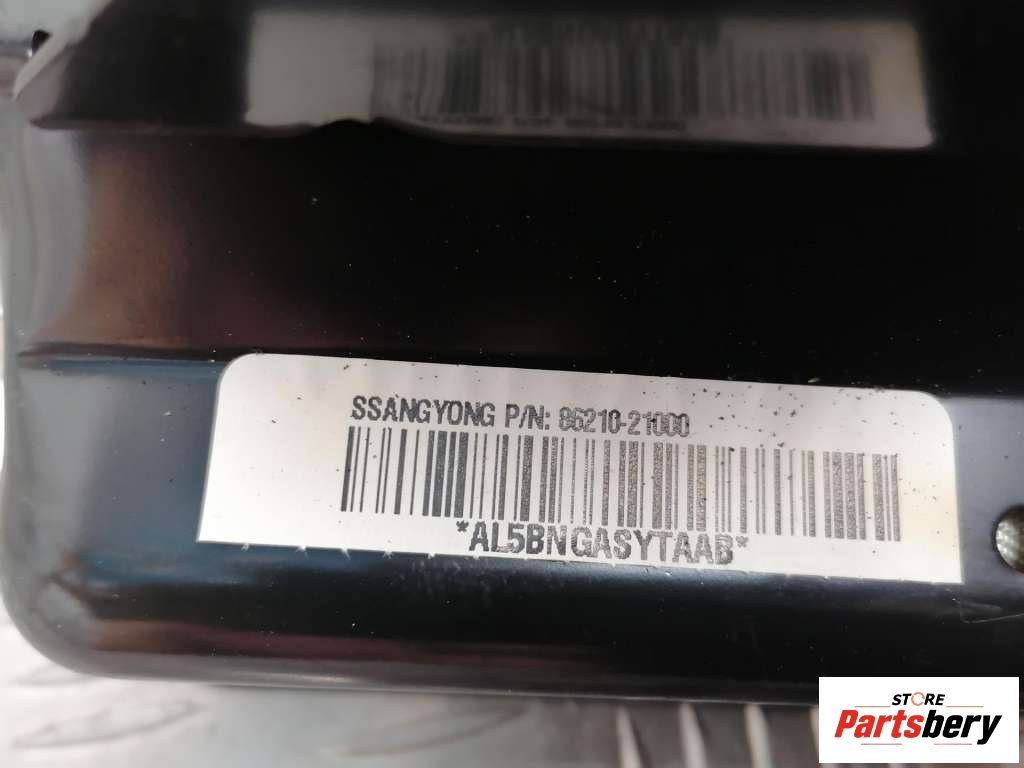 SSANGYONG P/N: 86210-21000
*AL5BNGASYTAAB*
STORE
Partsbery